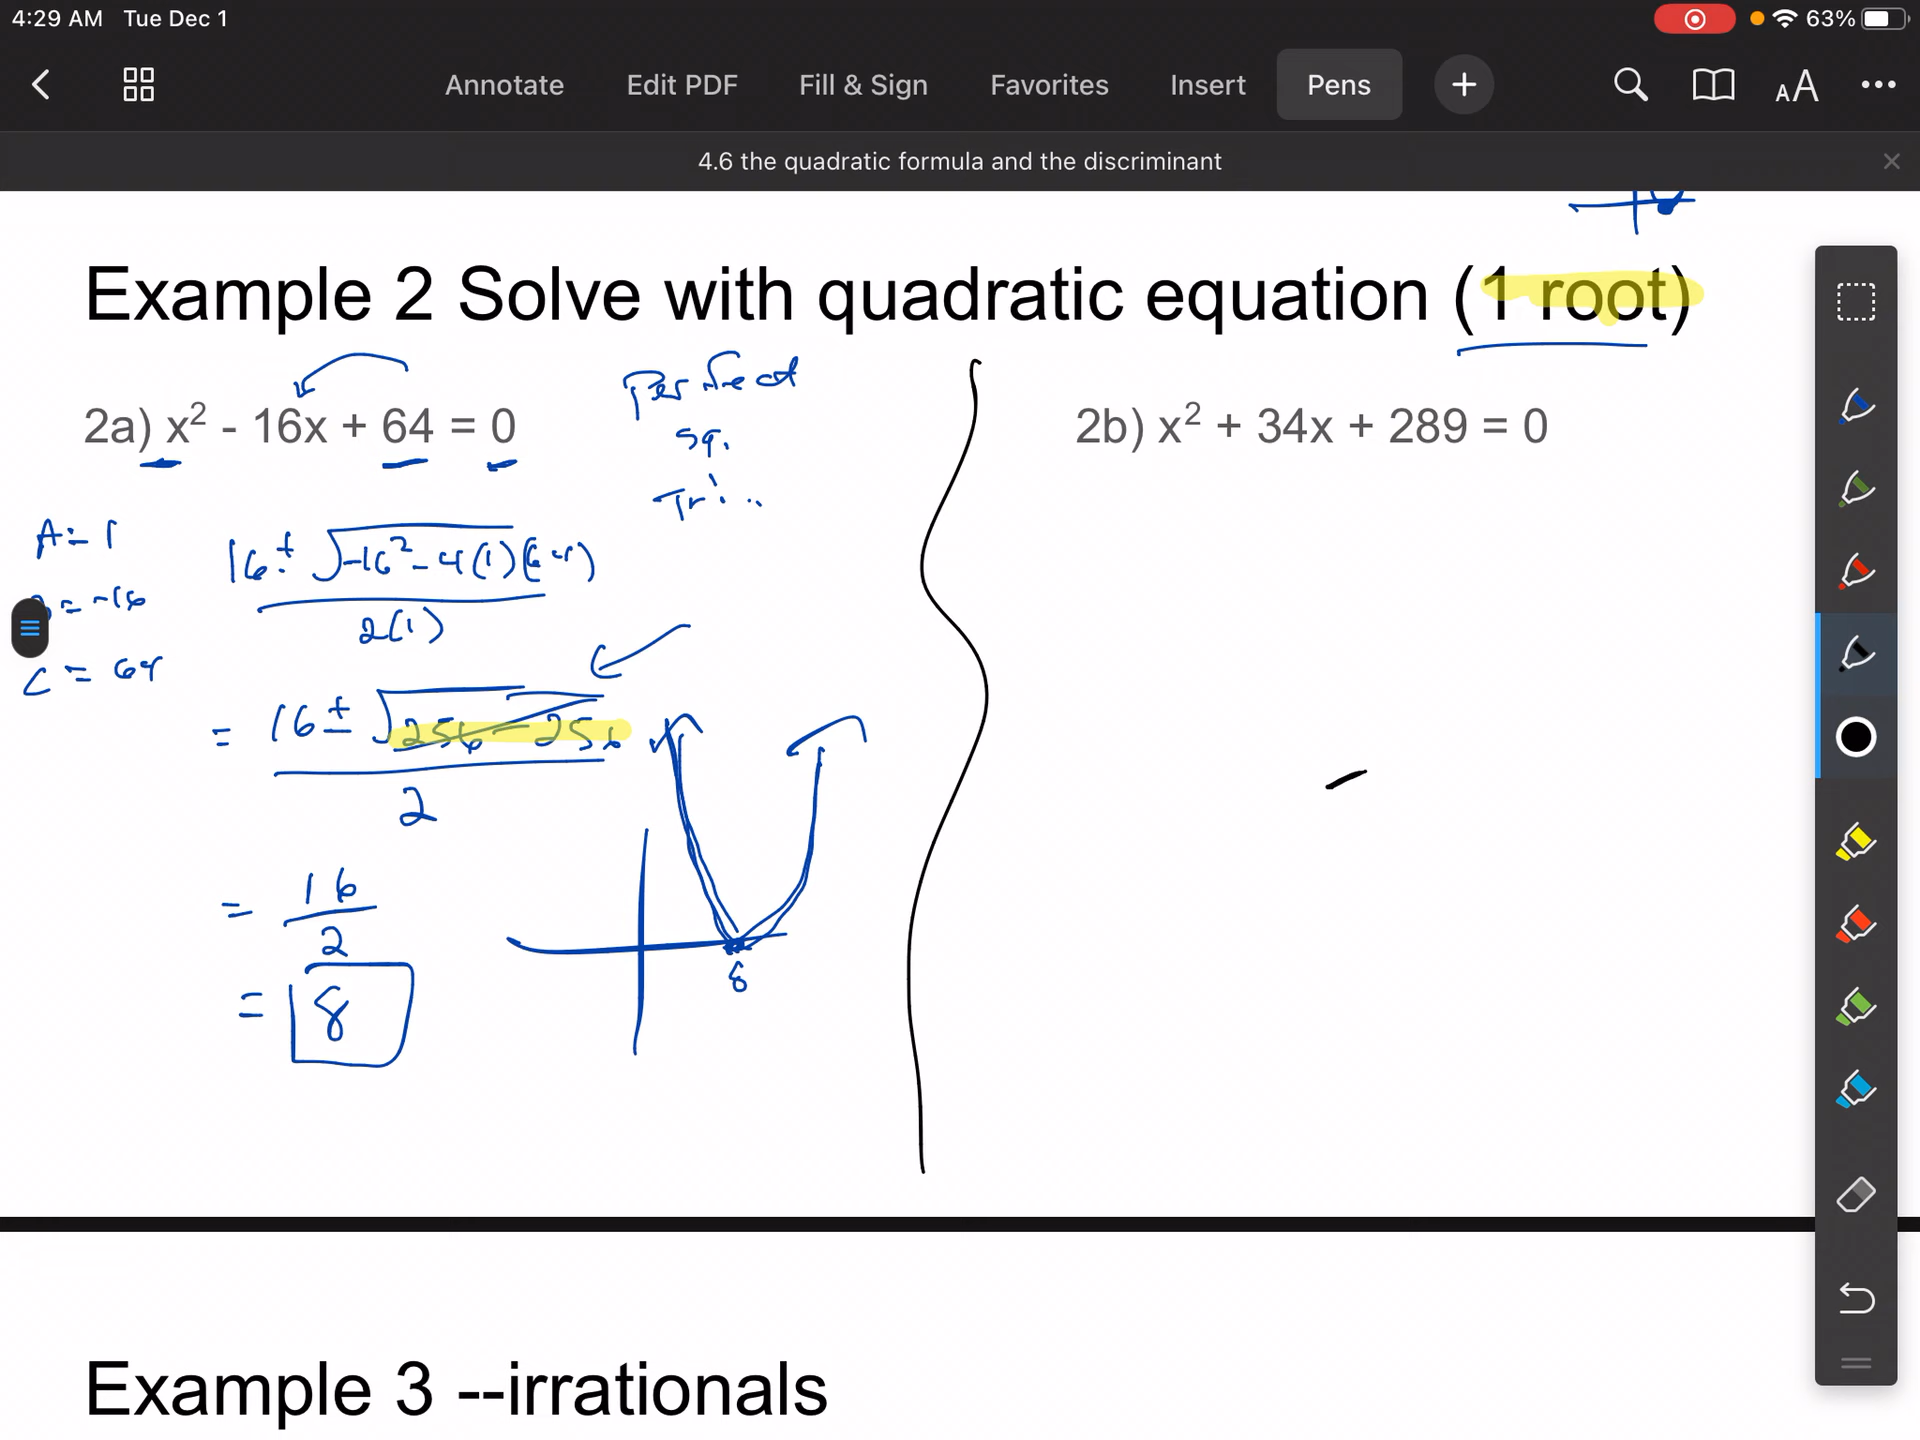 4:29 AM Tue Dec 1
63%
Annotate Edit PDF Fill & Sign Favorites Insert Pens
AA
4.6 the quadratic formula and the discriminant
Example 2 Solve with quadratic equation (1 root)
2a) x² - 16x + 64 = 0
Perfect
sq.
Tri..
2b) x² + 34x + 289 = 0
A = 1
= -16
C = 64
16 ± √-16² - 4(1)(64)
2(1)
= 16 ± √256 - 256
2
= 16
2
= 8
8
Example 3 --irrationals